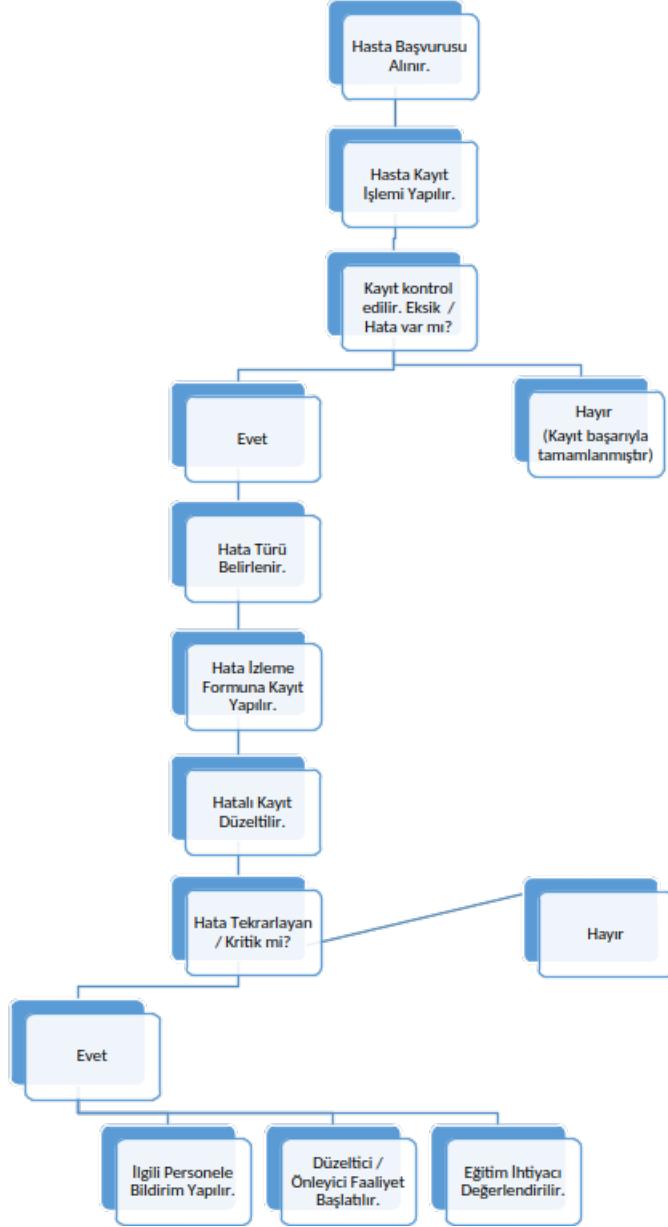 Hasta Başvurusu
Alınır.
Hasta Kayıt
İşlemi Yapılır.
Kayıt kontrol
edilir. Eksik /
Hata var mı?
Evet
Hayır
(Kayıt başarıyla
tamamlanmıştır)
Hata Türü
Belirlenir.
Hata İzleme
Formuna Kayıt
Yapılır.
Hatalı Kayıt
Düzeltilir.
Hata Tekrarlayan
/ Kritik mi?
Hayır
Evet
İlgili Personele
Bildirim Yapılır.
Düzeltici /
Önleyici Faaliyet
Başlatılır.
Eğitim İhtiyacı
Değerlendirilir.